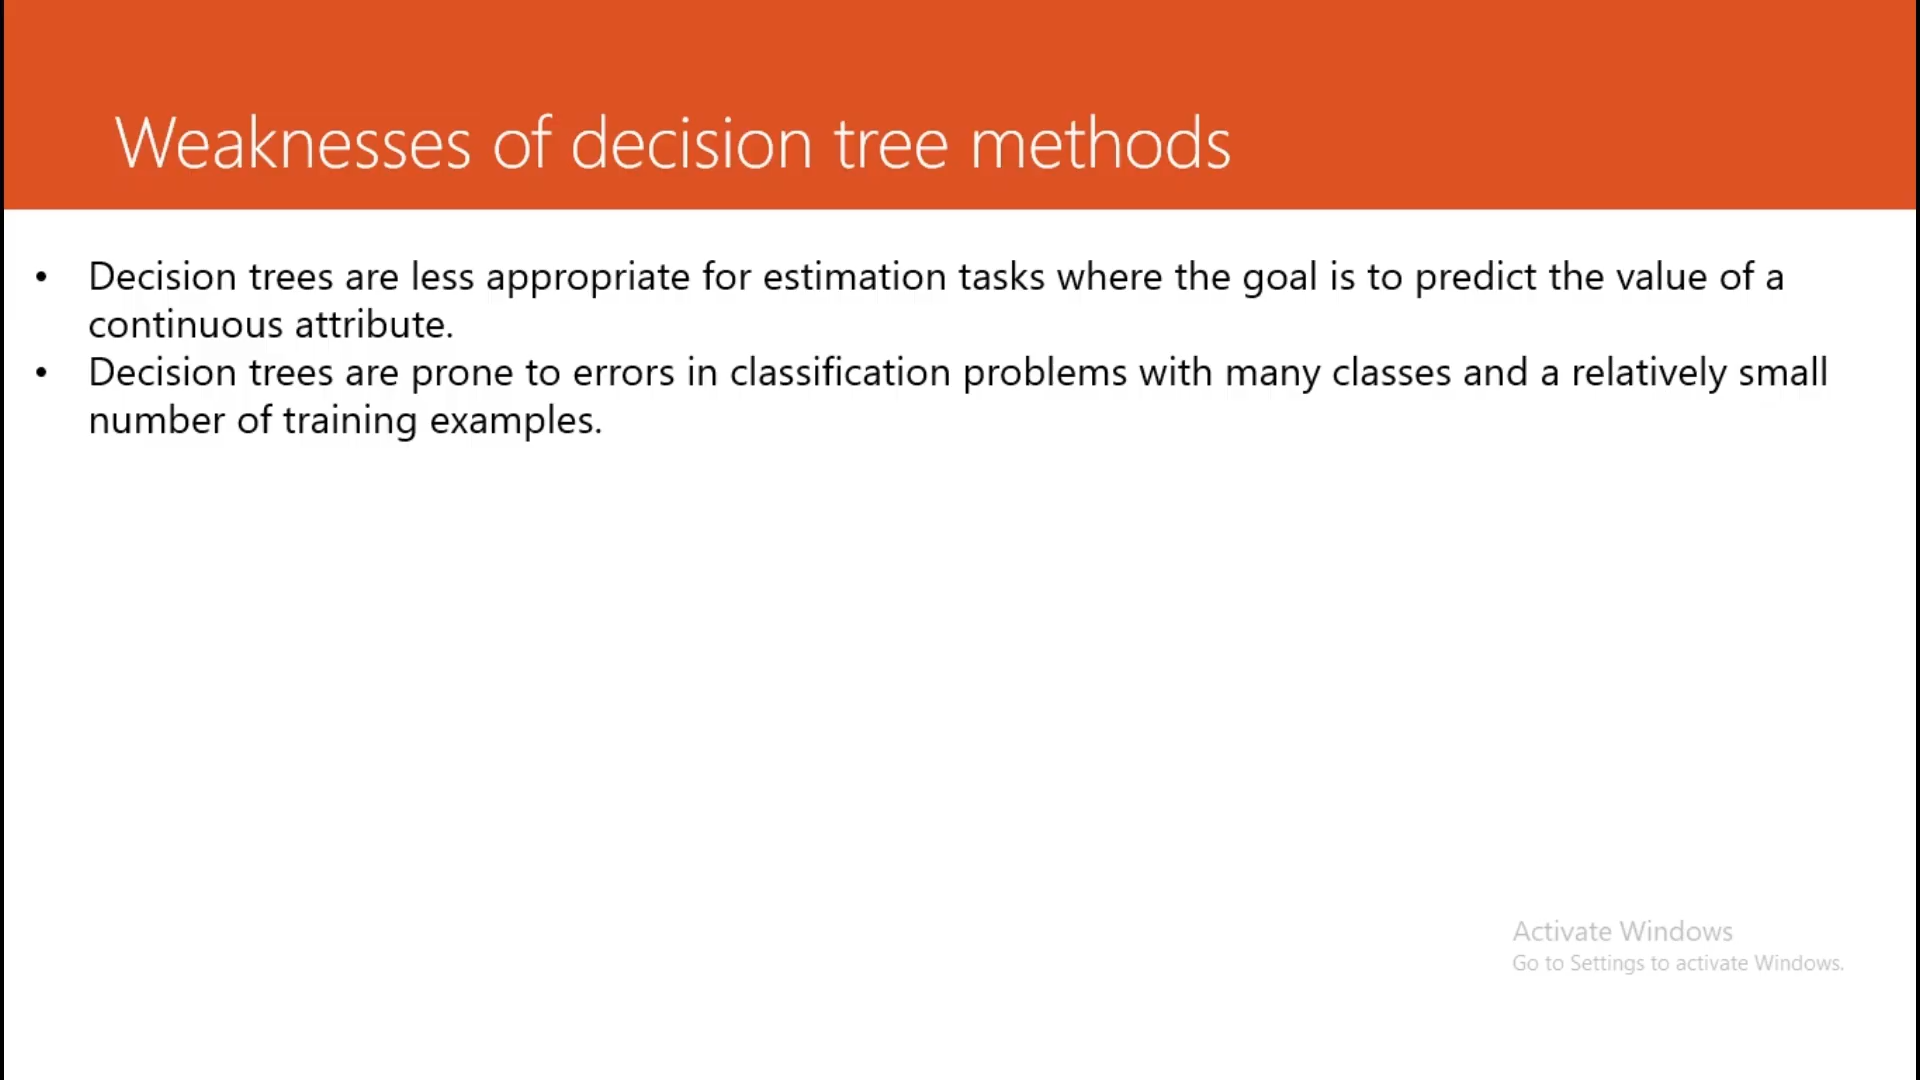 Weaknesses of decision tree methods
• Decision trees are less appropriate for estimation tasks where the goal is to predict the value of a
continuous attribute.
• Decision trees are prone to errors in classification problems with many classes and a relatively small
number of training examples.
Activate Windows
Go to Settings to activate Windows.